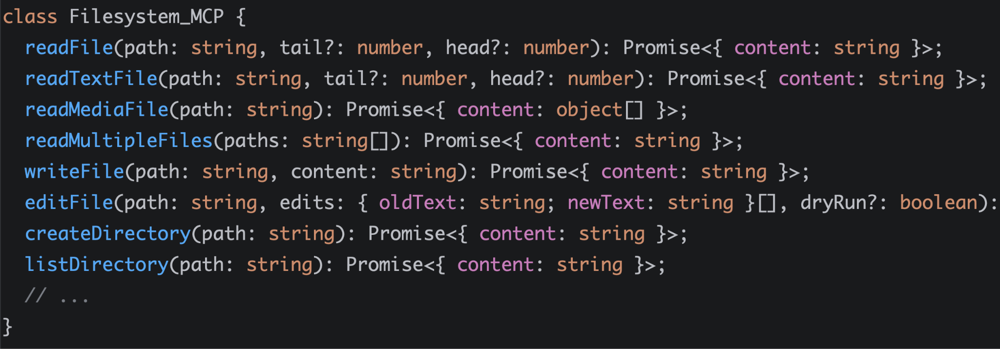 class Filesystem_MCP {
  readFile(path: string, tail?: number, head?: number): Promise<{ content: string }>;
  readTextFile(path: string, tail?: number, head?: number): Promise<{ content: string }>;
  readMediaFile(path: string): Promise<{ content: object[] }>;
  readMultipleFiles(paths: string[]): Promise<{ content: string }>;
  writeFile(path: string, content: string): Promise<{ content: string }>;
  editFile(path: string, edits: { oldText: string; newText: string }[], dryRun?: boolean):
  createDirectory(path: string): Promise<{ content: string }>;
  listDirectory(path: string): Promise<{ content: string }>;
  // ...
}